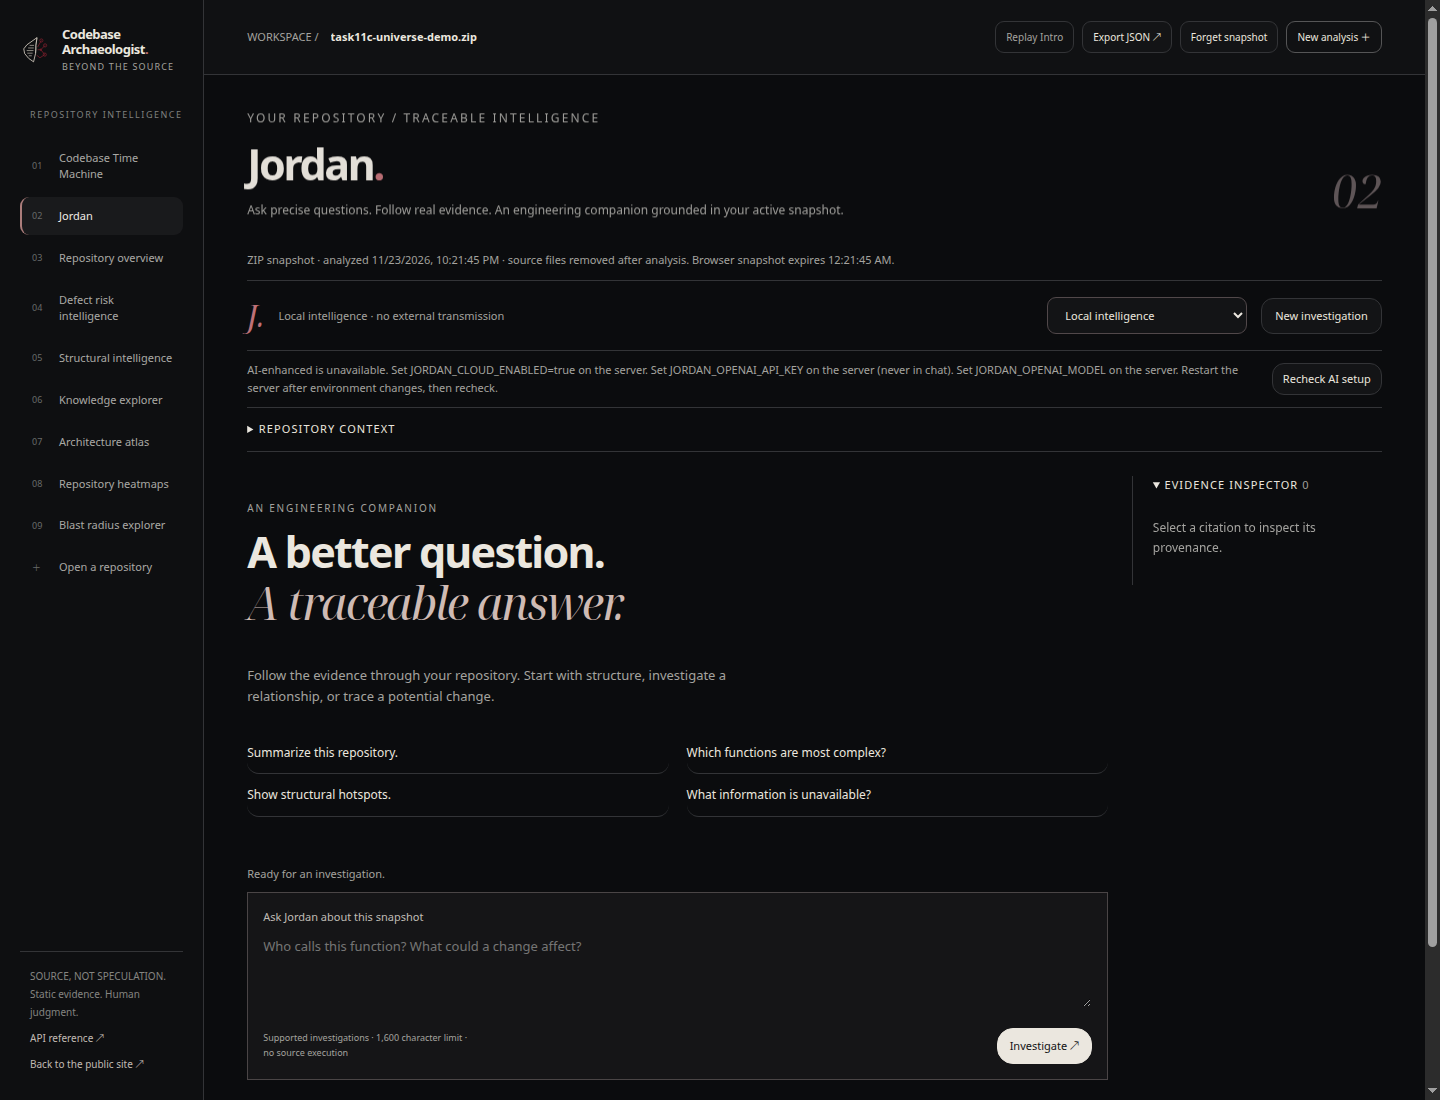 Codebase
Archaeologist.
BEYOND THE SOURCE
REPOSITORY INTELLIGENCE
01 Codebase Time
Machine
02 Jordan
03 Repository overview
04 Defect risk
intelligence
05 Structural intelligence
06 Knowledge explorer
07 Architecture atlas
08 Repository heatmaps
09 Blast radius explorer
+ Open a repository
SOURCE, NOT SPECULATION.
Static evidence. Human
judgment.
API reference ↗
Back to the public site ↗
WORKSPACE / task11c-universe-demo.zip
Replay Intro
Export JSON ↗
Forget snapshot
New analysis +
YOUR REPOSITORY / TRACEABLE INTELLIGENCE
Jordan.
Ask precise questions. Follow real evidence. An engineering companion grounded in your active snapshot.
02
ZIP snapshot · analyzed 11/23/2026, 10:21:45 PM · source files removed after analysis. Browser snapshot expires 12:21:45 AM.
J. Local intelligence · no external transmission
Local intelligence
New investigation
AI-enhanced is unavailable. Set JORDAN_CLOUD_ENABLED=true on the server. Set JORDAN_OPENAI_API_KEY on the server (never in chat). Set JORDAN_OPENAI_MODEL on the server. Restart the
server after environment changes, then recheck.
Recheck AI setup
▶ REPOSITORY CONTEXT
AN ENGINEERING COMPANION
A better question.
A traceable answer.
Follow the evidence through your repository. Start with structure, investigate a
relationship, or trace a potential change.
Summarize this repository.
Which functions are most complex?
Show structural hotspots.
What information is unavailable?
▼ EVIDENCE INSPECTOR 0
Select a citation to inspect its
provenance.
Ready for an investigation.
Ask Jordan about this snapshot
Who calls this function? What could a change affect?
Supported investigations · 1,600 character limit ·
no source execution
Investigate ↗